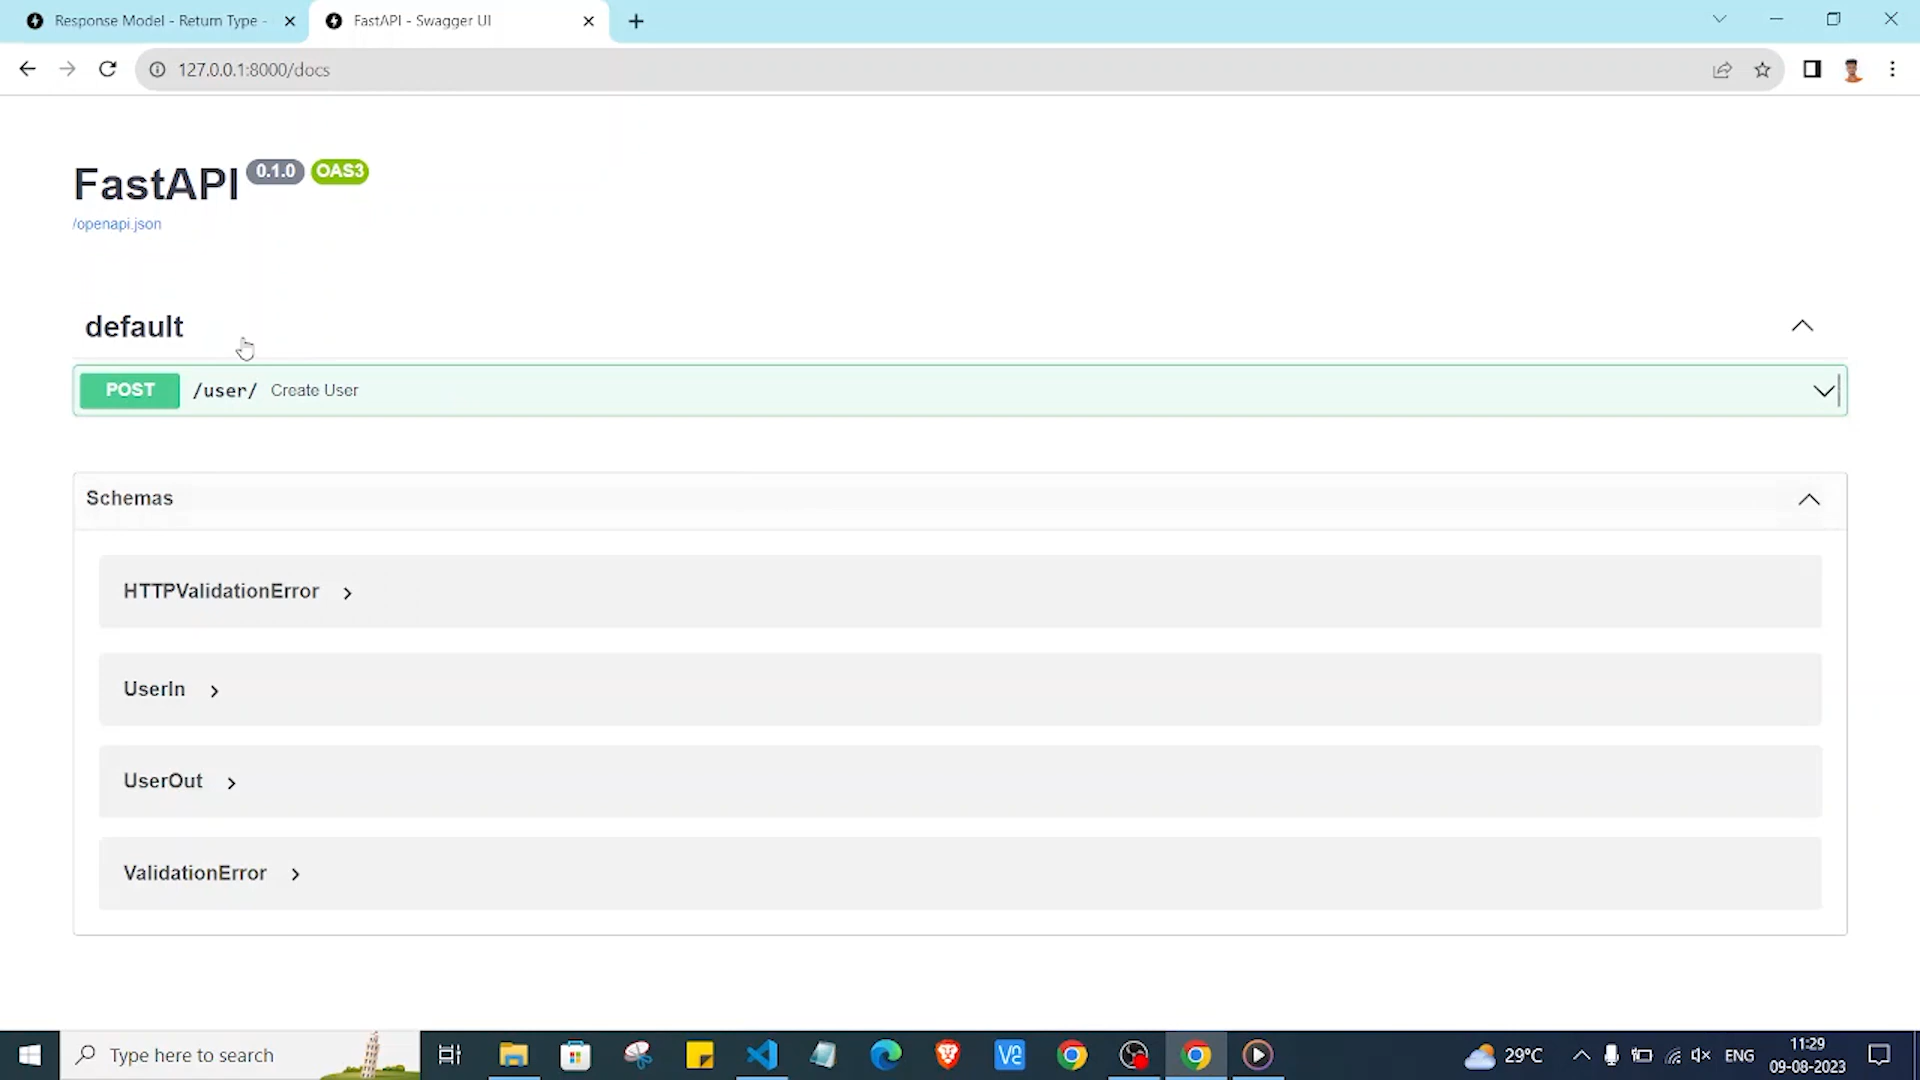 Response Model - Return Type -
FastAPI - Swagger UI
127.0.0.1:8000/docs
FastAPI 0.1.0 OAS3
/openapi.json
default
POST /user/ Create User
Schemas
HTTPValidationError
UserIn
UserOut
ValidationError
Type here to search
29°C
ENG
11:29
09-08-2023